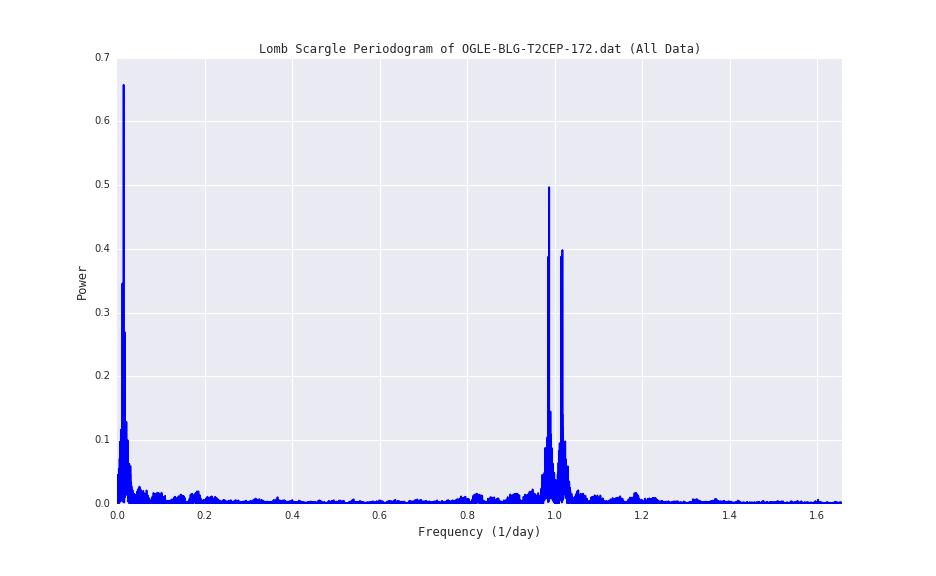 Lomb Scargle Periodogram of OGLE-BLG-T2CEP-172.dat (All Data)
0.7
0.6
0.5
0.4
0.3
0.2
0.1
0.0
Power
0.0 0.2 0.4 0.6 0.8 1.0 1.2 1.4 1.6
Frequency (1/day)